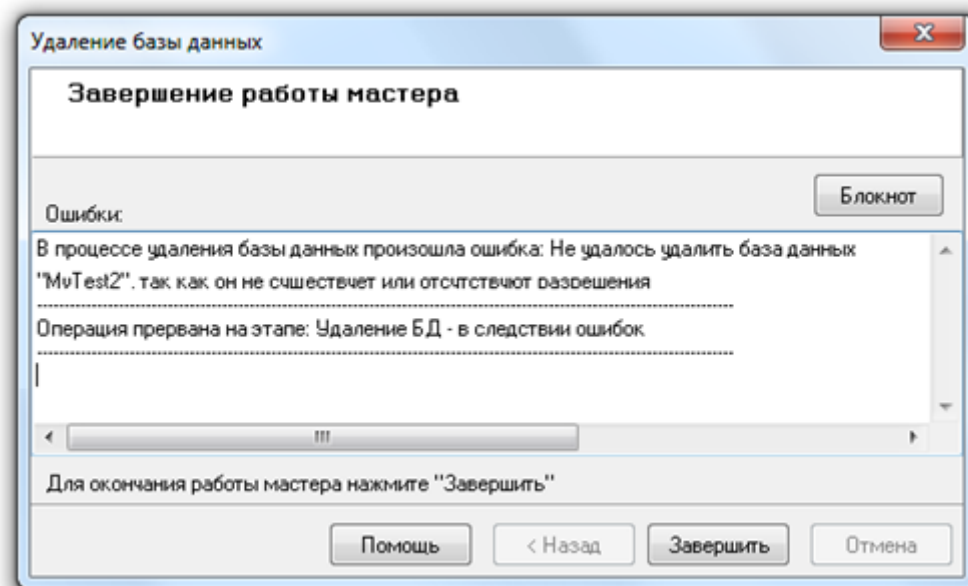 Удаление базы данных
Завершение работы мастера
Блокнот
Ошибки:
В процессе удаления базы данных произошла ошибка: Не удалось удалить база данных
"MyTest2". так как он не существует или отсутствуют разрешения
Операция прервана на этапе: Удаление БД - в следствии ошибок
Для окончания работы мастера нажмите "Завершить"
Помощь
< Назад
Завершить
Отмена